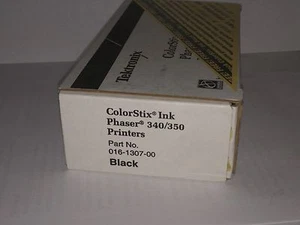 Tektronix
ColorStix® Ink
Phaser® 340/350
Printers
Part No.
016-1307-00
Black